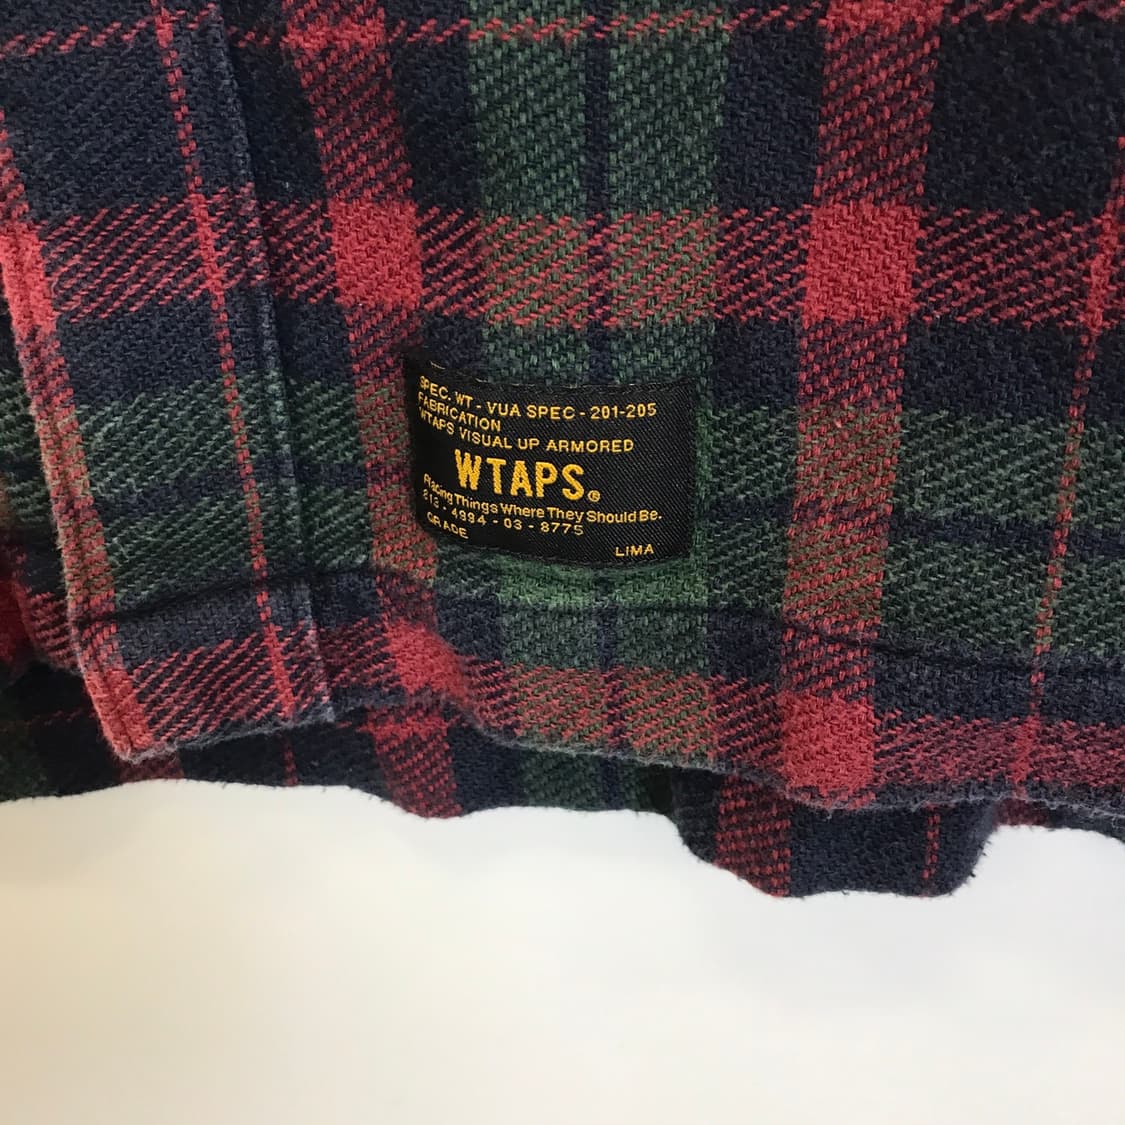 SPEC. WT - VUA SPEC - 201-205
FABRICATION
WTAPS VISUAL UP ARMORED
WTAPS.®
Placing Things Where They Should Be.
813 - 4994 - 03 - 8775
GRADE
LIMA